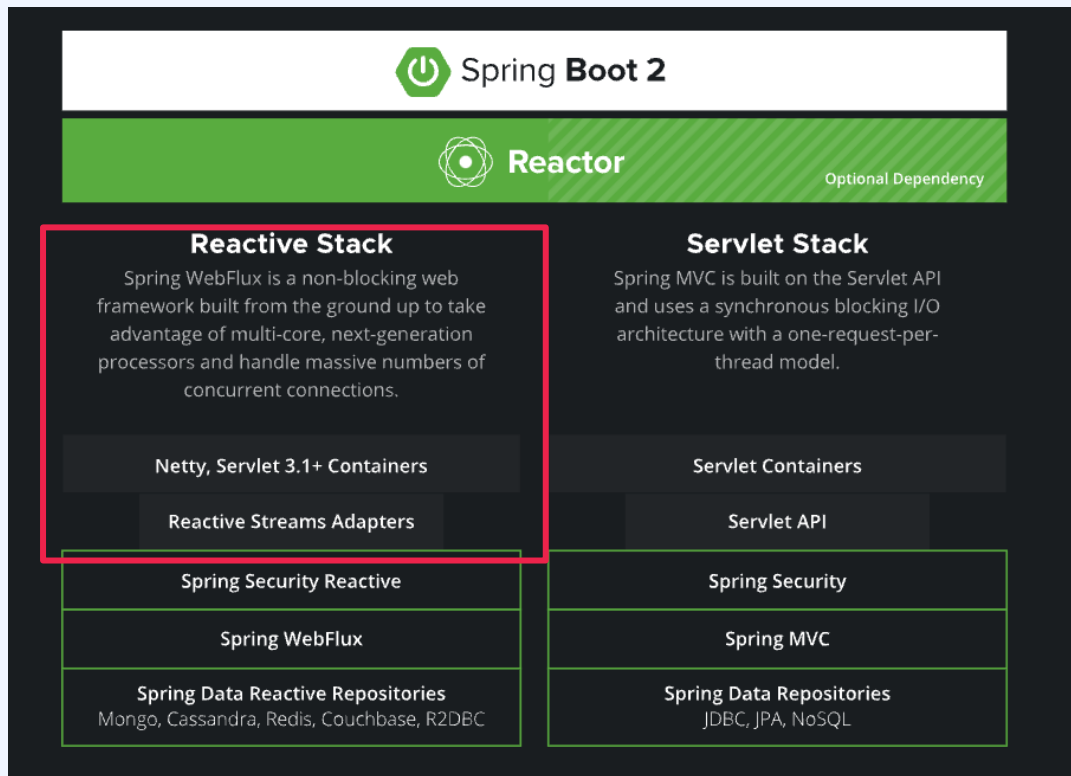 Spring Boot 2
Reactor
Optional Dependency
Reactive Stack
Spring WebFlux is a non-blocking web
framework built from the ground up to take
advantage of multi-core, next-generation
processors and handle massive numbers of
concurrent connections.
Netty, Servlet 3.1+ Containers
Reactive Streams Adapters
Spring Security Reactive
Spring WebFlux
Spring Data Reactive Repositories
Mongo, Cassandra, Redis, Couchbase, R2DBC
Servlet Stack
Spring MVC is built on the Servlet API
and uses a synchronous blocking I/O
architecture with a one-request-per-
thread model.
Servlet Containers
Servlet API
Spring Security
Spring MVC
Spring Data Repositories
JDBC, JPA, NoSQL